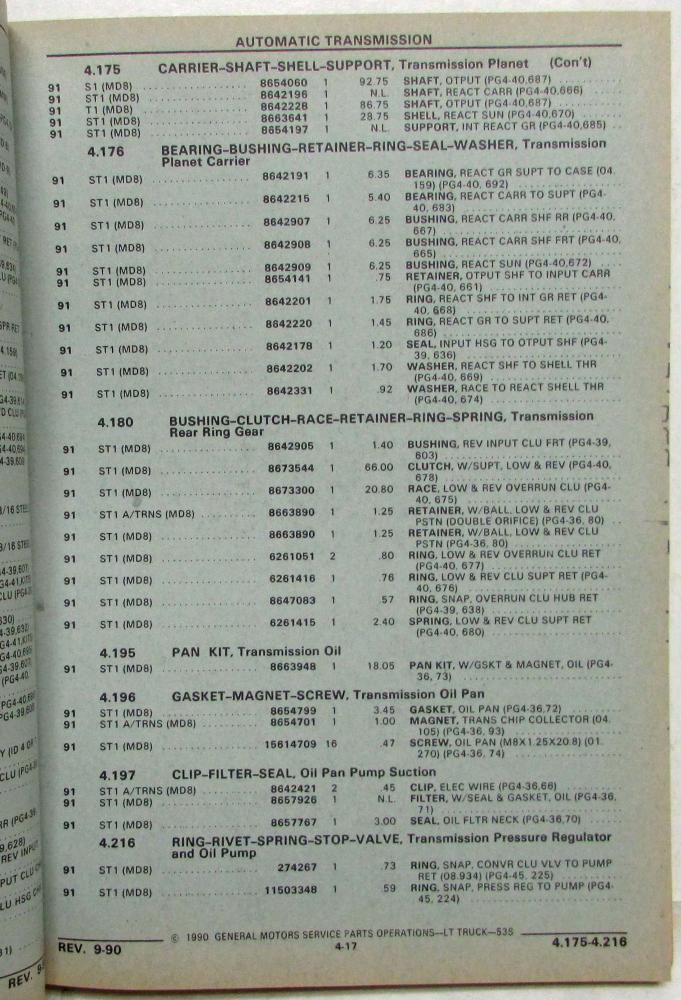 AUTOMATIC TRANSMISSION
4.175 CARRIER–SHAFT–SHELL–SUPPORT, Transmission Planet (Con't)
91 S1 (MD8) 8654060 1 92.75 SHAFT, OTPUT (PG4-40,687)
91 ST1 (MD8) 8642196 1 N.L. SHAFT, REACT CARR (PG4-40,666)
91 T1 (MD8) 8642228 1 86.75 SHAFT, OTPUT (PG4-40,687)
91 ST1 (MD8) 8663641 1 28.75 SHELL, REACT SUN (PG4-40,670)
91 ST1 (MD8) 8654197 1 N.L. SUPPORT, INT REACT GR (PG4-40,685)
4.176 BEARING–BUSHING–RETAINER–RING–SEAL–WASHER, Transmission
Planet Carrier
91 ST1 (MD8) 8642191 1 6.35 BEARING, REACT GR SUPT TO CASE (04.
159) (PG4-40, 692)
91 ST1 (MD8) 8642215 1 5.40 BEARING, REACT CARR TO SUPT (PG4-
40, 683)
91 ST1 (MD8) 8642907 1 6.25 BUSHING, REACT CARR SHF RR (PG4-40,
667)
91 ST1 (MD8) 8642908 1 6.25 BUSHING, REACT CARR SHF FRT (PG4-40,
665)
91 ST1 (MD8) 8642909 1 6.25 BUSHING, REACT SUN (PG4-40,672)
91 ST1 (MD8) 8654141 1 .75 RETAINER, OTPUT SHF TO INPUT CARR
(PG4-40, 661)
91 ST1 (MD8) 8642201 1 1.75 RING, REACT SHF TO INT GR RET (PG4-
40, 668)
91 ST1 (MD8) 8642220 1 1.45 RING, REACT GR TO SUPT RET (PG4-40,
686)
91 ST1 (MD8) 8642178 1 1.20 SEAL, INPUT HSG TO OTPUT SHF (PG4-
39, 636)
91 ST1 (MD8) 8642202 1 1.70 WASHER, REACT SHF TO SHELL THR
(PG4-40, 669)
91 ST1 (MD8) 8642331 1 .92 WASHER, RACE TO REACT SHELL THR
(PG4-40, 674)
4.180 BUSHING–CLUTCH–RACE–RETAINER–RING–SPRING, Transmission
Rear Ring Gear
91 ST1 (MD8) 8642905 1 1.40 BUSHING, REV INPUT CLU FRT (PG4-39,
603)
91 ST1 (MD8) 8673544 1 66.00 CLUTCH, W/SUPT, LOW & REV (PG4-40,
678)
91 ST1 (MD8) 8673300 1 20.80 RACE, LOW & REV OVERRUN CLU (PG4-
40, 675)
91 ST1 A/TRNS (MD8) 8663890 1 1.25 RETAINER, W/BALL, LOW & REV CLU
PSTN (DOUBLE ORIFICE) (PG4-36, 80)
91 ST1 (MD8) 8663890 1 1.25 RETAINER, W/BALL, LOW & REV CLU
PSTN (PG4-36, 80)
91 ST1 (MD8) 6261051 2 .80 RING, LOW & REV OVERRUN CLU RET
(PG4-40, 677)
91 ST1 (MD8) 6261416 1 .76 RING, LOW & REV CLU SUPT RET (PG4-
40, 676)
91 ST1 (MD8) 8647083 1 .57 RING, SNAP, OVERRUN CLU HUB RET
(PG4-39, 638)
91 ST1 (MD8) 6261415 1 2.40 SPRING, LOW & REV CLU SUPT RET
(PG4-40, 680)
4.195 PAN KIT, Transmission Oil
91 ST1 (MD8) 8663948 1 18.05 PAN KIT, W/GSKT & MAGNET, OIL (PG4-
36, 73)
4.196 GASKET–MAGNET–SCREW, Transmission Oil Pan
91 ST1 (MD8) 8654799 1 3.45 GASKET, OIL PAN (PG4-36,72)
91 ST1 A/TRNS (MD8) 8654701 1 1.00 MAGNET, TRANS CHIP COLLECTOR (04.
105) (PG4-36, 93)
91 ST1 (MD8) 15614709 16 .47 SCREW, OIL PAN (M8X1.25X20.8) (01.
270) (PG4-36, 74)
4.197 CLIP–FILTER–SEAL, Oil Pan Pump Suction
91 ST1 A/TRNS (MD8) 8642421 2 .45 CLIP, ELEC WIRE (PG4-36,66)
91 ST1 (MD8) 8657926 1 N.L. FILTER, W/SEAL & GASKET, OIL (PG4-36,
71)
91 ST1 (MD8) 8657767 1 3.00 SEAL, OIL FLTR NECK (PG4-36,70)
4.216 RING–RIVET–SPRING–STOP–VALVE, Transmission Pressure Regulator
and Oil Pump
91 ST1 (MD8) 274267 1 .73 RING, SNAP, CONVR CLU VLV TO PUMP
RET (08.934) (PG4-45, 225)
91 ST1 (MD8) 11503348 1 .59 RING, SNAP, PRESS REG TO PUMP (PG4-
45, 224)
© 1990 GENERAL MOTORS SERVICE PARTS OPERATIONS—LT TRUCK—53S
REV. 9-90 4-17 4.175-4.216